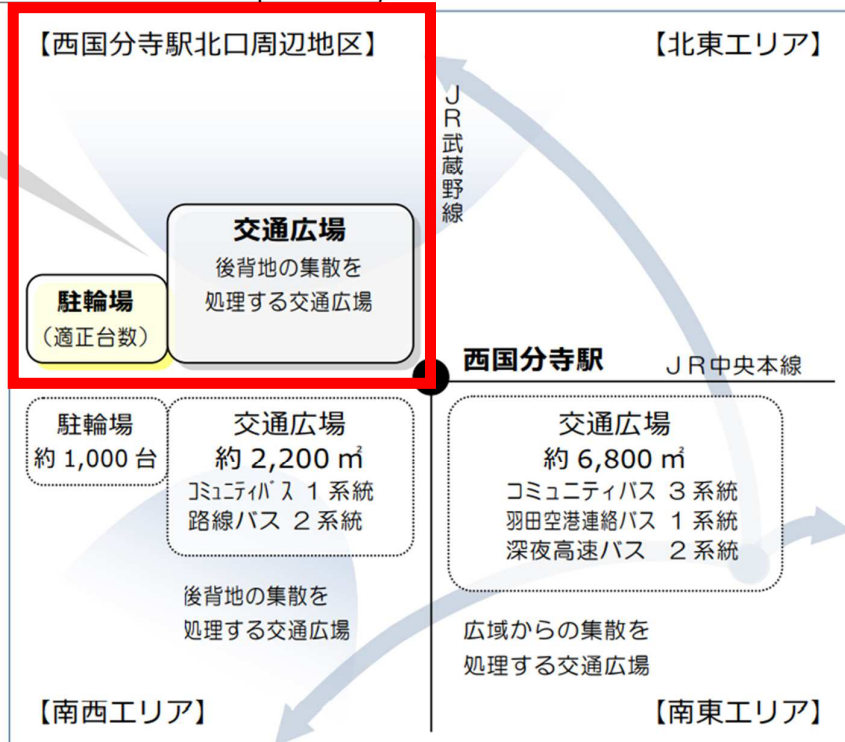 【西国分寺駅北口周辺地区】
【北東エリア】
JR武蔵野線
交通広場
後背地の集散を
処理する交通広場
駐輪場
（適正台数）
西国分寺駅
JR中央本線
駐輪場
約 1,000 台
交通広場
約 2,200 ㎡
コミュニティバス 1 系統
路線バス 2 系統
交通広場
約 6,800 ㎡
コミュニティバス 3 系統
羽田空港連絡バス 1 系統
深夜高速バス 2 系統
後背地の集散を
処理する交通広場
広域からの集散を
処理する交通広場
【南西エリア】
【南東エリア】